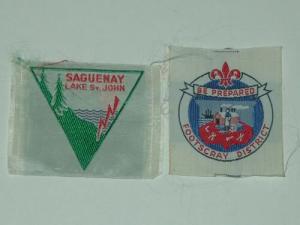 SAGUENAY
LAKE ST. JOHN
BE PREPARED
FOOTSCRAY DISTRICT